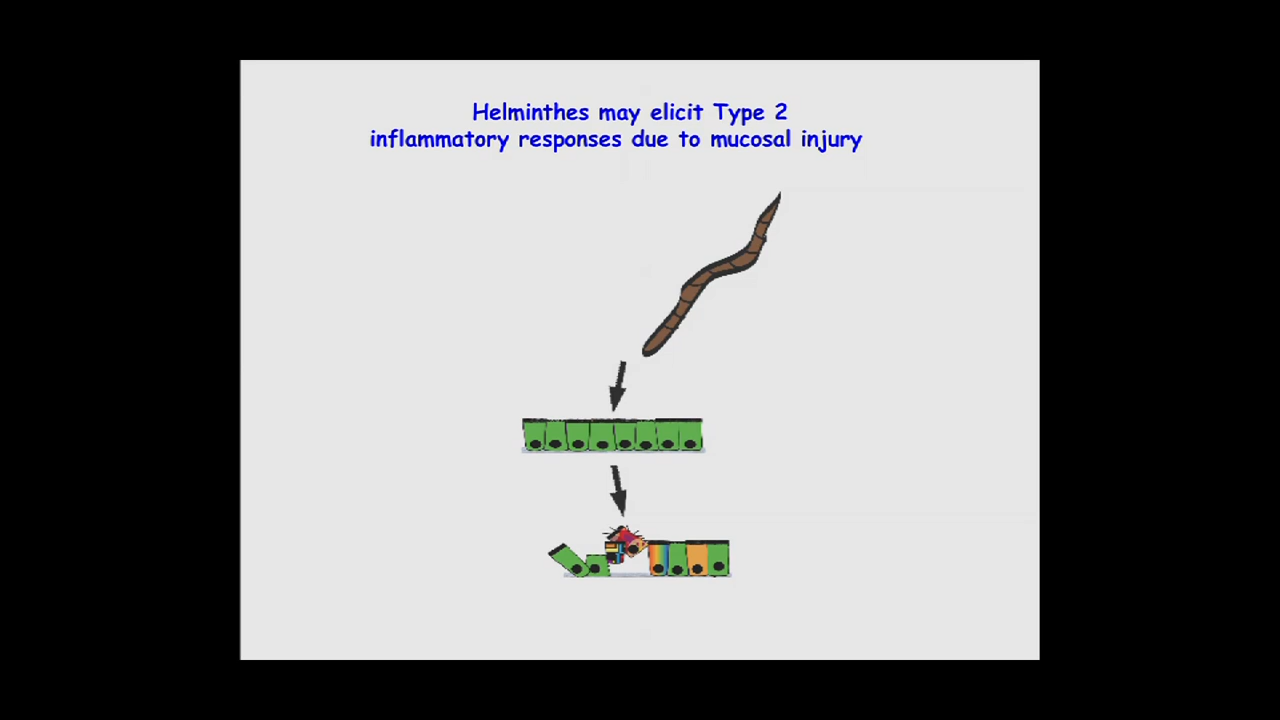 Helminthes may elicit Type 2
inflammatory responses due to mucosal injury